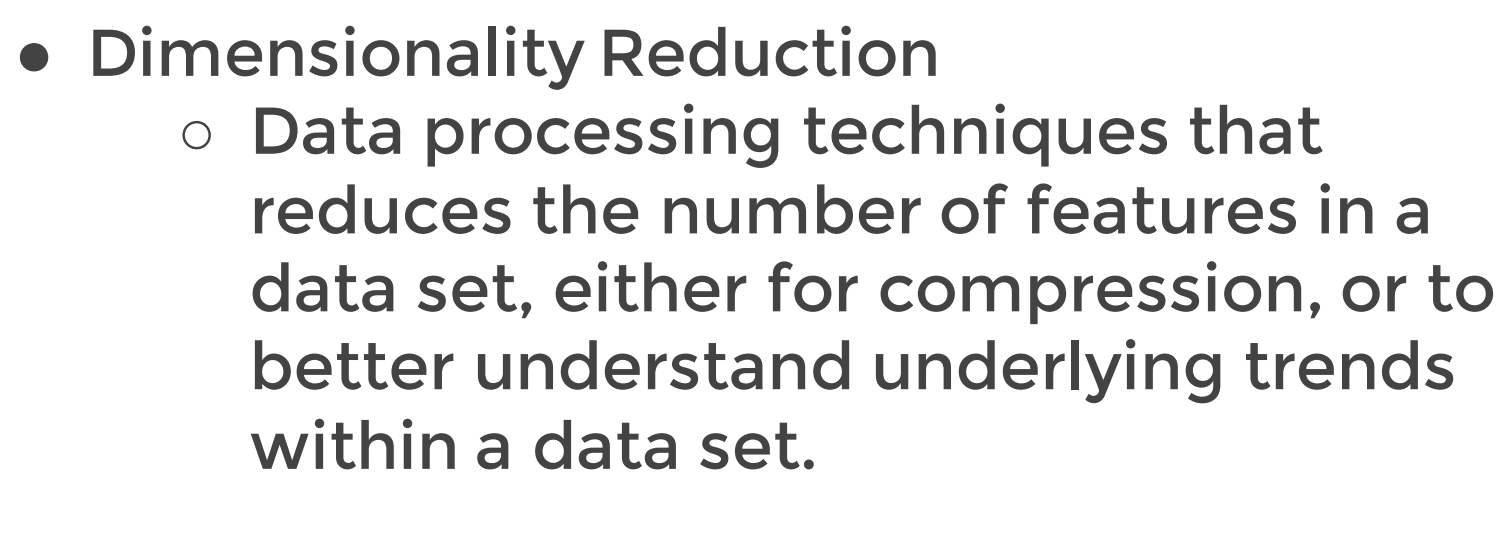 ● Dimensionality Reduction
○ Data processing techniques that
reduces the number of features in a
data set, either for compression, or to
better understand underlying trends
within a data set.